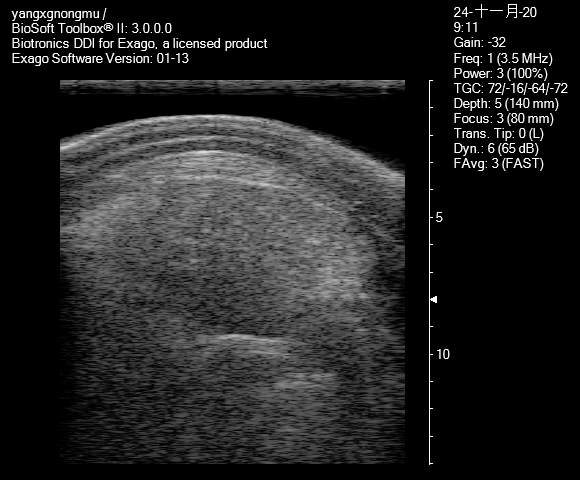 yangxgnongmu /
BioSoft Toolbox® II: 3.0.0.0
Biotronics DDI for Exago, a licensed product
Exago Software Version: 01-13
24-十一月-20
9:11
Gain: -32
Freq: 1 (3.5 MHz)
Power: 3 (100%)
TGC: 72/-16/-64/-72
Depth: 5 (140 mm)
Focus: 3 (80 mm)
Trans. Tip: 0 (L)
Dyn.: 6 (65 dB)
FAvg: 3 (FAST)
5
10